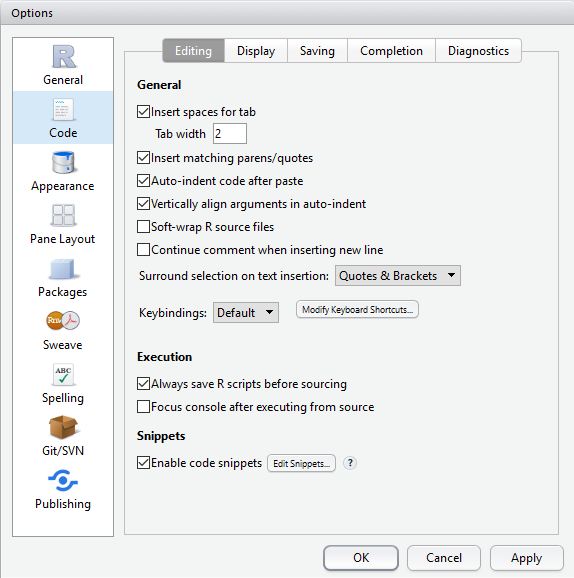 Options
R
General
Code
Appearance
Pane Layout
Packages
Rnw
Sweave
ABC
Spelling
Git/SVN
Publishing
Editing Display Saving Completion Diagnostics
General
Insert spaces for tab
Tab width 2
Insert matching parens/quotes
Auto-indent code after paste
Vertically align arguments in auto-indent
Soft-wrap R source files
Continue comment when inserting new line
Surround selection on text insertion: Quotes & Brackets
Keybindings: Default Modify Keyboard Shortcuts...
Execution
Always save R scripts before sourcing
Focus console after executing from source
Snippets
Enable code snippets Edit Snippets... ?
OK Cancel Apply